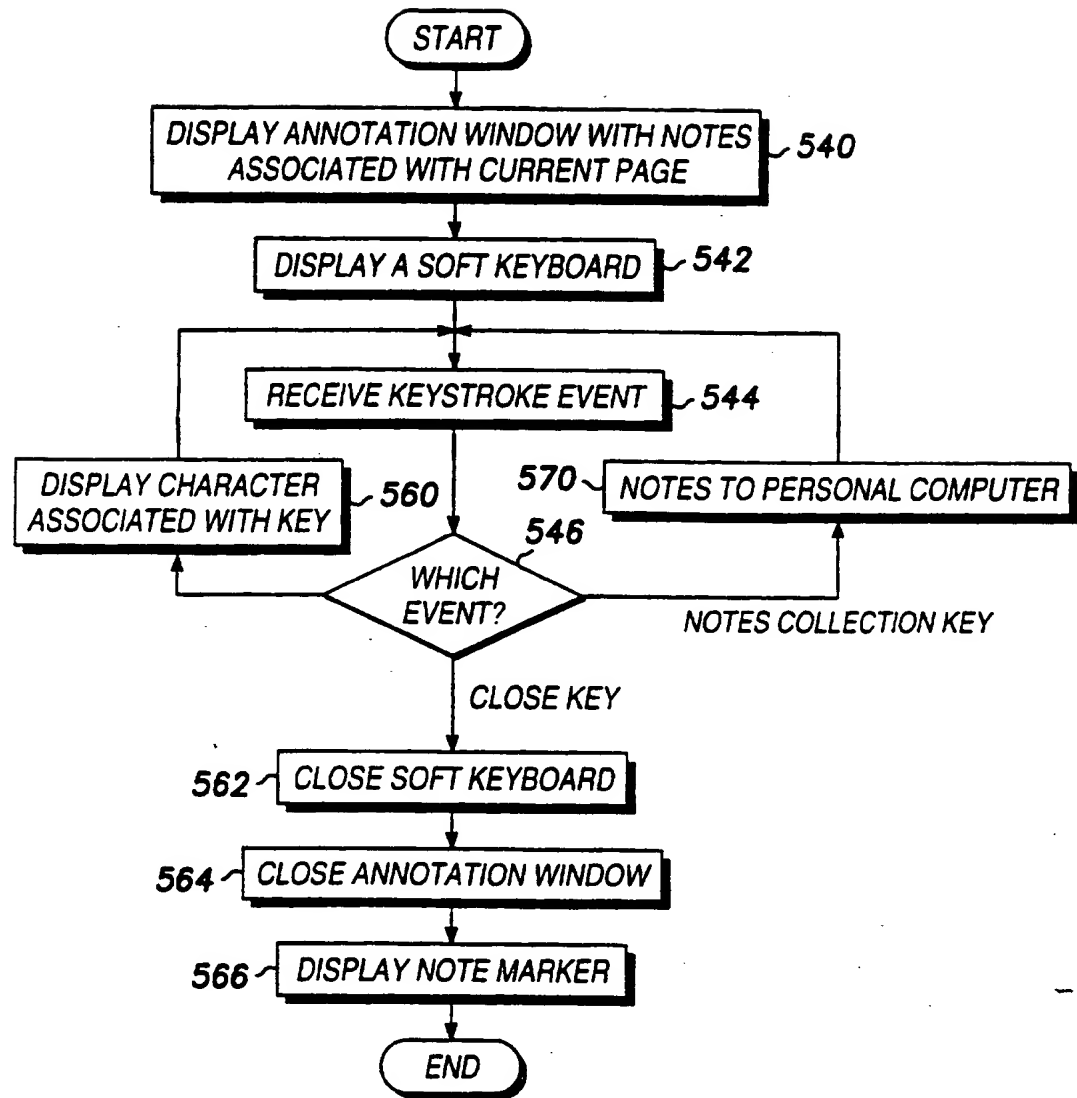 START
DISPLAY ANNOTATION WINDOW WITH NOTES
ASSOCIATED WITH CURRENT PAGE
540
DISPLAY A SOFT KEYBOARD
542
RECEIVE KEYSTROKE EVENT
544
DISPLAY CHARACTER
ASSOCIATED WITH KEY
560
570
NOTES TO PERSONAL COMPUTER
546
WHICH
EVENT?
NOTES COLLECTION KEY
CLOSE KEY
562
CLOSE SOFT KEYBOARD
564
CLOSE ANNOTATION WINDOW
566
DISPLAY NOTE MARKER
END